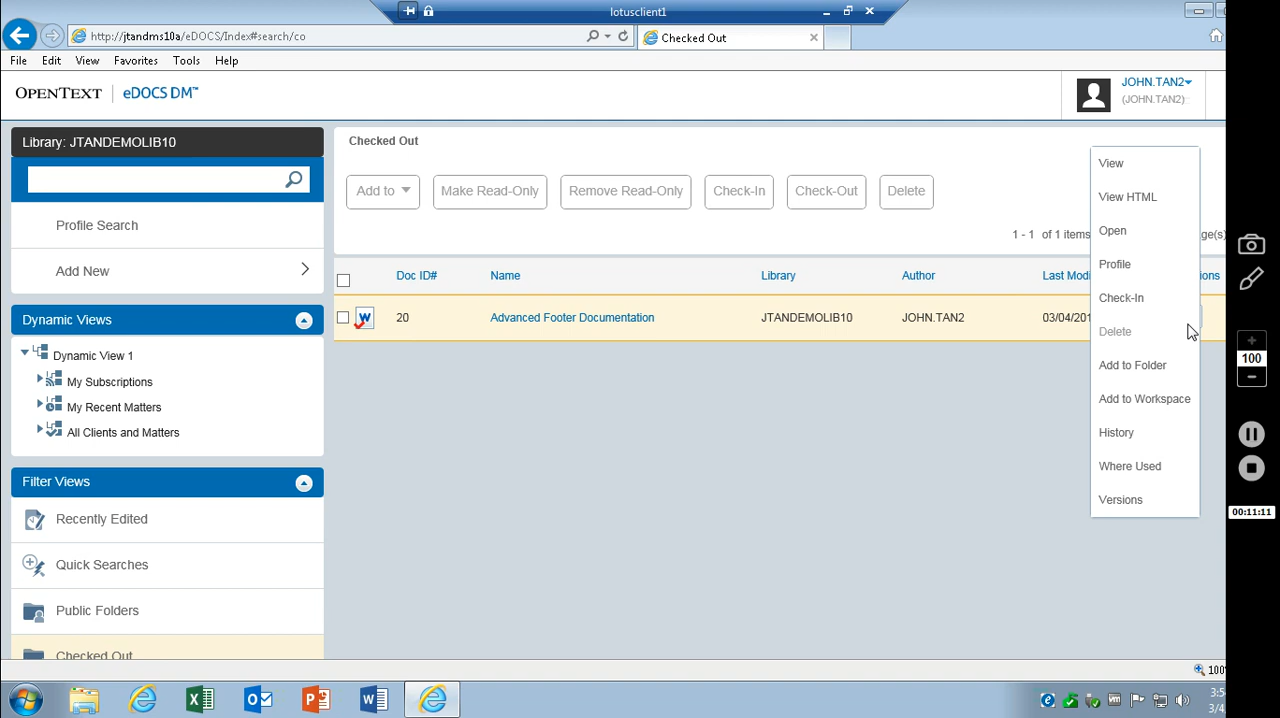 lotusclient1
http://jtandms10a/eDOCS/Index#search/co
Checked Out
File Edit View Favorites Tools Help
OPENTEXT | eDOCS DM™
JOHN.TAN2
(JOHN.TAN2)
Library: JTANDEMOLIB10
Profile Search
Add New
Dynamic Views
Dynamic View 1
My Subscriptions
My Recent Matters
All Clients and Matters
Filter Views
Recently Edited
Quick Searches
Public Folders
Checked Out
Checked Out
Add to Make Read-Only Remove Read-Only Check-In Check-Out Delete
1 - 1 of 1 items
Doc ID# Name Library Author Last Modi
20 Advanced Footer Documentation JTANDEMOLIB10 JOHN.TAN2 03/04/201
View
View HTML
Open
Profile
Check-In
Delete
Add to Folder
Add to Workspace
History
Where Used
Versions
100
00:11:11
100%